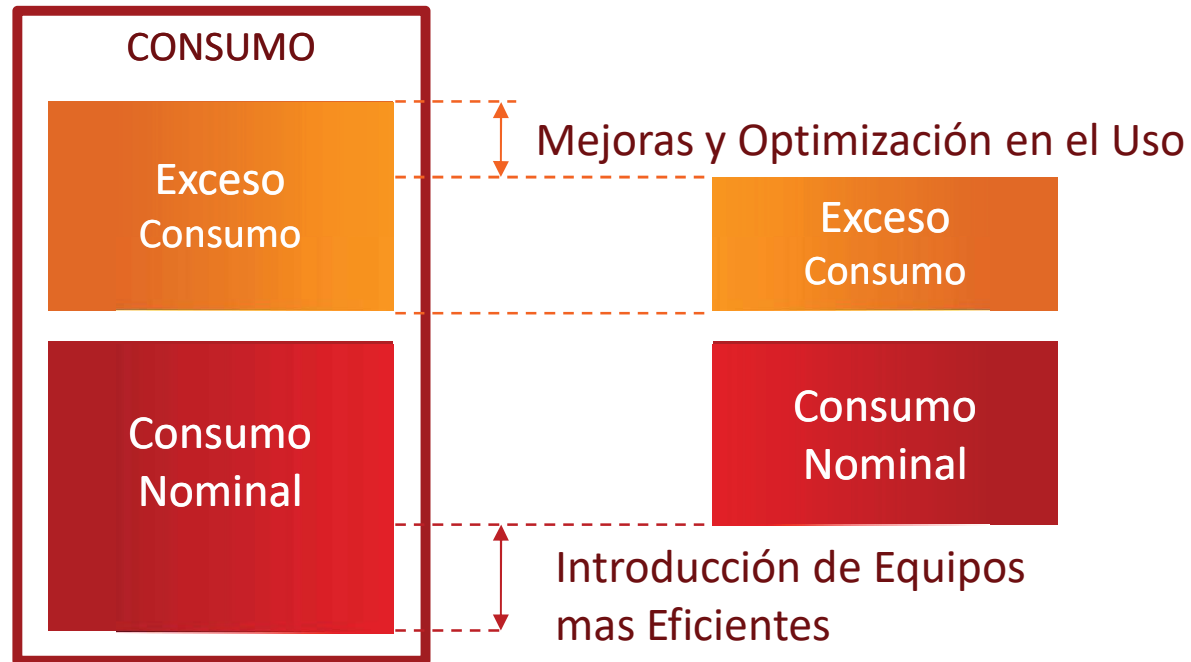 CONSUMO
Exceso
Consumo
Mejoras y Optimización en el Uso
Exceso
Consumo
Consumo
Nominal
Consumo
Nominal
Introducción de Equipos
mas Eficientes